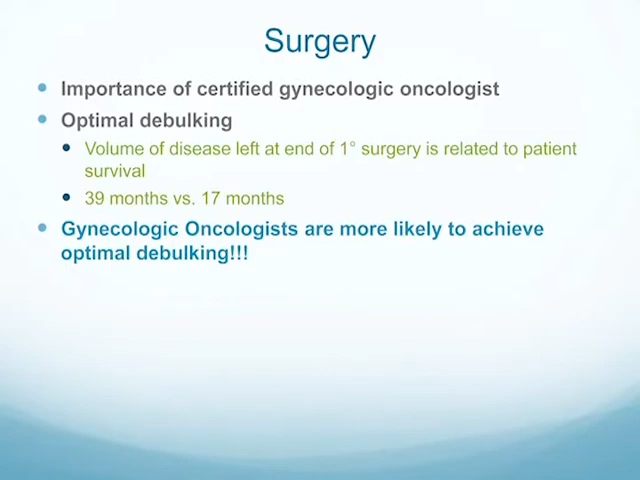 Surgery
Importance of certified gynecologic oncologist
Optimal debulking
Volume of disease left at end of 1° surgery is related to patient
survival
39 months vs. 17 months
Gynecologic Oncologists are more likely to achieve
optimal debulking!!!